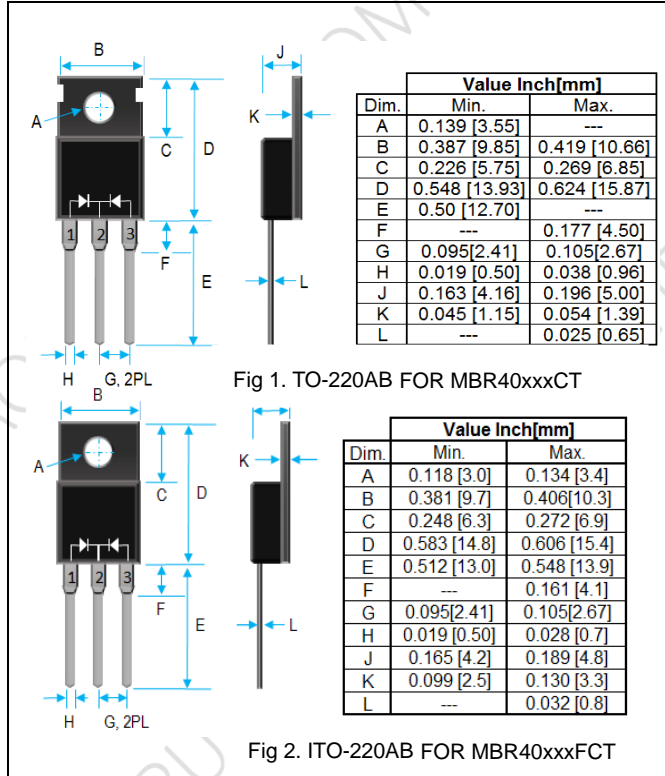 B
J
A
K
C
D
1 2 3
F
E
L
H G, 2PL
Value Inch[mm]
Dim. Min. Max.
A 0.139 [3.55] ---
B 0.387 [9.85] 0.419 [10.66]
C 0.226 [5.75] 0.269 [6.85]
D 0.548 [13.93] 0.624 [15.87]
E 0.50 [12.70] ---
F --- 0.177 [4.50]
G 0.095[2.41] 0.105[2.67]
H 0.019 [0.50] 0.038 [0.96]
J 0.163 [4.16] 0.196 [5.00]
K 0.045 [1.15] 0.054 [1.39]
L --- 0.025 [0.65]
Fig 1. TO-220AB FOR MBR40xxxCT
B
A
K
C
D
1 2 3
F
E
L
H G, 2PL
Value Inch[mm]
Dim. Min. Max.
A 0.118 [3.0] 0.134 [3.4]
B 0.381 [9.7] 0.406[10.3]
C 0.248 [6.3] 0.272 [6.9]
D 0.583 [14.8] 0.606 [15.4]
E 0.512 [13.0] 0.548 [13.9]
F --- 0.161 [4.1]
G 0.095[2.41] 0.105[2.67]
H 0.019 [0.50] 0.028 [0.7]
J 0.165 [4.2] 0.189 [4.8]
K 0.099 [2.5] 0.130 [3.3]
L --- 0.032 [0.8]
Fig 2. ITO-220AB FOR MBR40xxxFCT